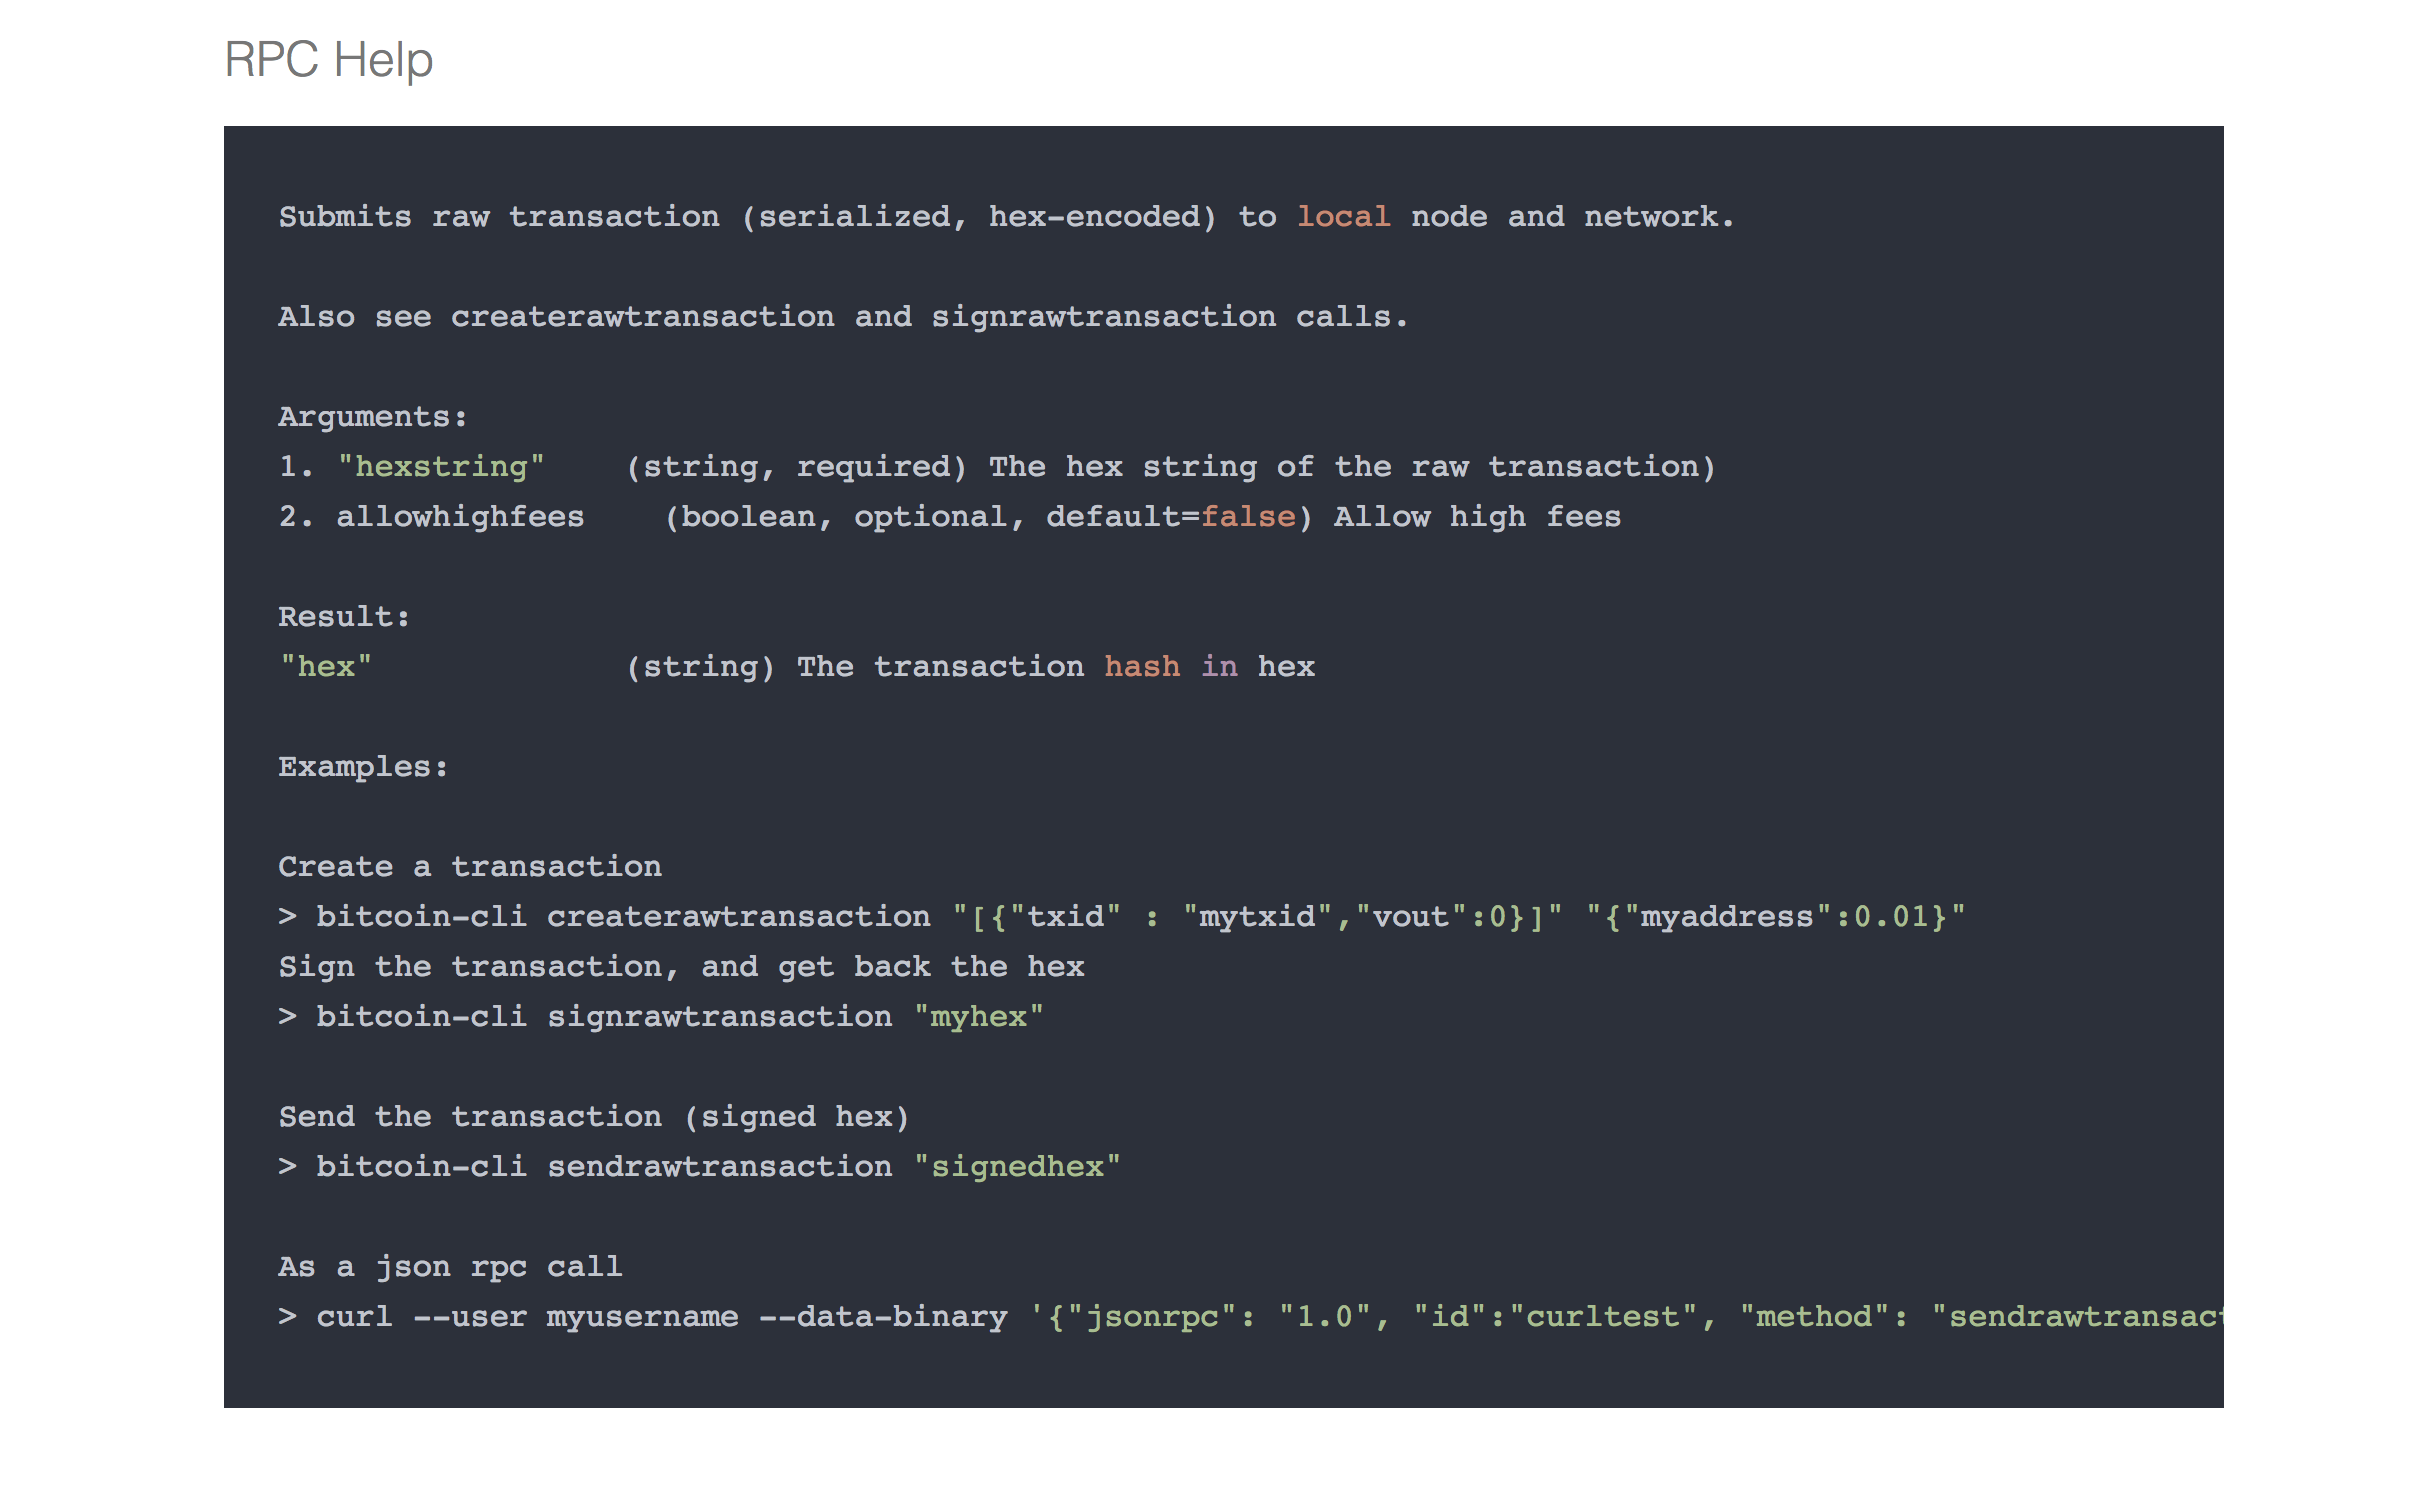 RPC Help
Submits raw transaction (serialized, hex-encoded) to local node and network.
Also see createrawtransaction and signrawtransaction calls.
Arguments:
1. "hexstring"    (string, required) The hex string of the raw transaction)
2. allowhighfees    (boolean, optional, default=false) Allow high fees
Result:
"hex"             (string) The transaction hash in hex
Examples:
Create a transaction
> bitcoin-cli createrawtransaction "[{"txid" : "mytxid","vout":0}]" "{"myaddress":0.01}"
Sign the transaction, and get back the hex
> bitcoin-cli signrawtransaction "myhex"
Send the transaction (signed hex)
> bitcoin-cli sendrawtransaction "signedhex"
As a json rpc call
> curl --user myusername --data-binary '{"jsonrpc": "1.0", "id":"curltest", "method": "sendrawtransact